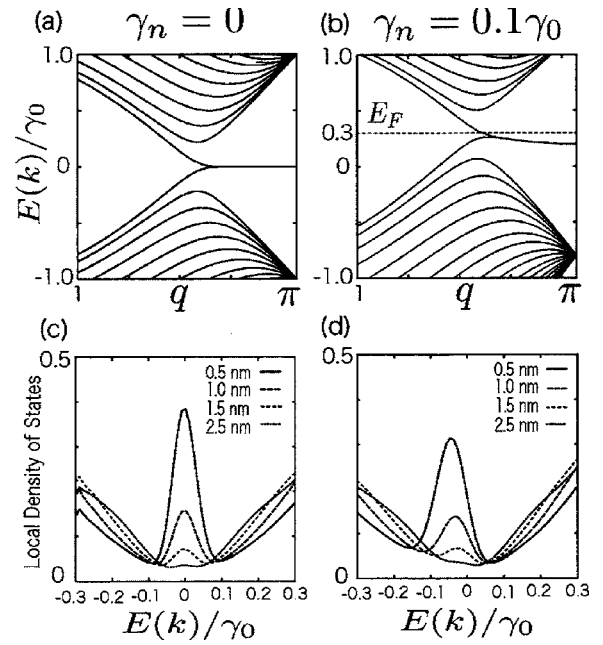 (a) γₙ = 0
(b) γₙ = 0.1γ₀
E(k)/γ₀
1.0
0
-1.0
1 q π
1.0
E_F
0.3
0
-1.0
1 q π
(c)
Local Density of States
0.5
0
0.5 nm
1.0 nm
1.5 nm
2.5 nm
-0.3 -0.2 -0.1 0 0.1 0.2 0.3
E(k)/γ₀
(d)
0.5
0
0.5 nm
1.0 nm
1.5 nm
2.5 nm
-0.3 -0.2 -0.1 0 0.1 0.2 0.3
E(k)/γ₀